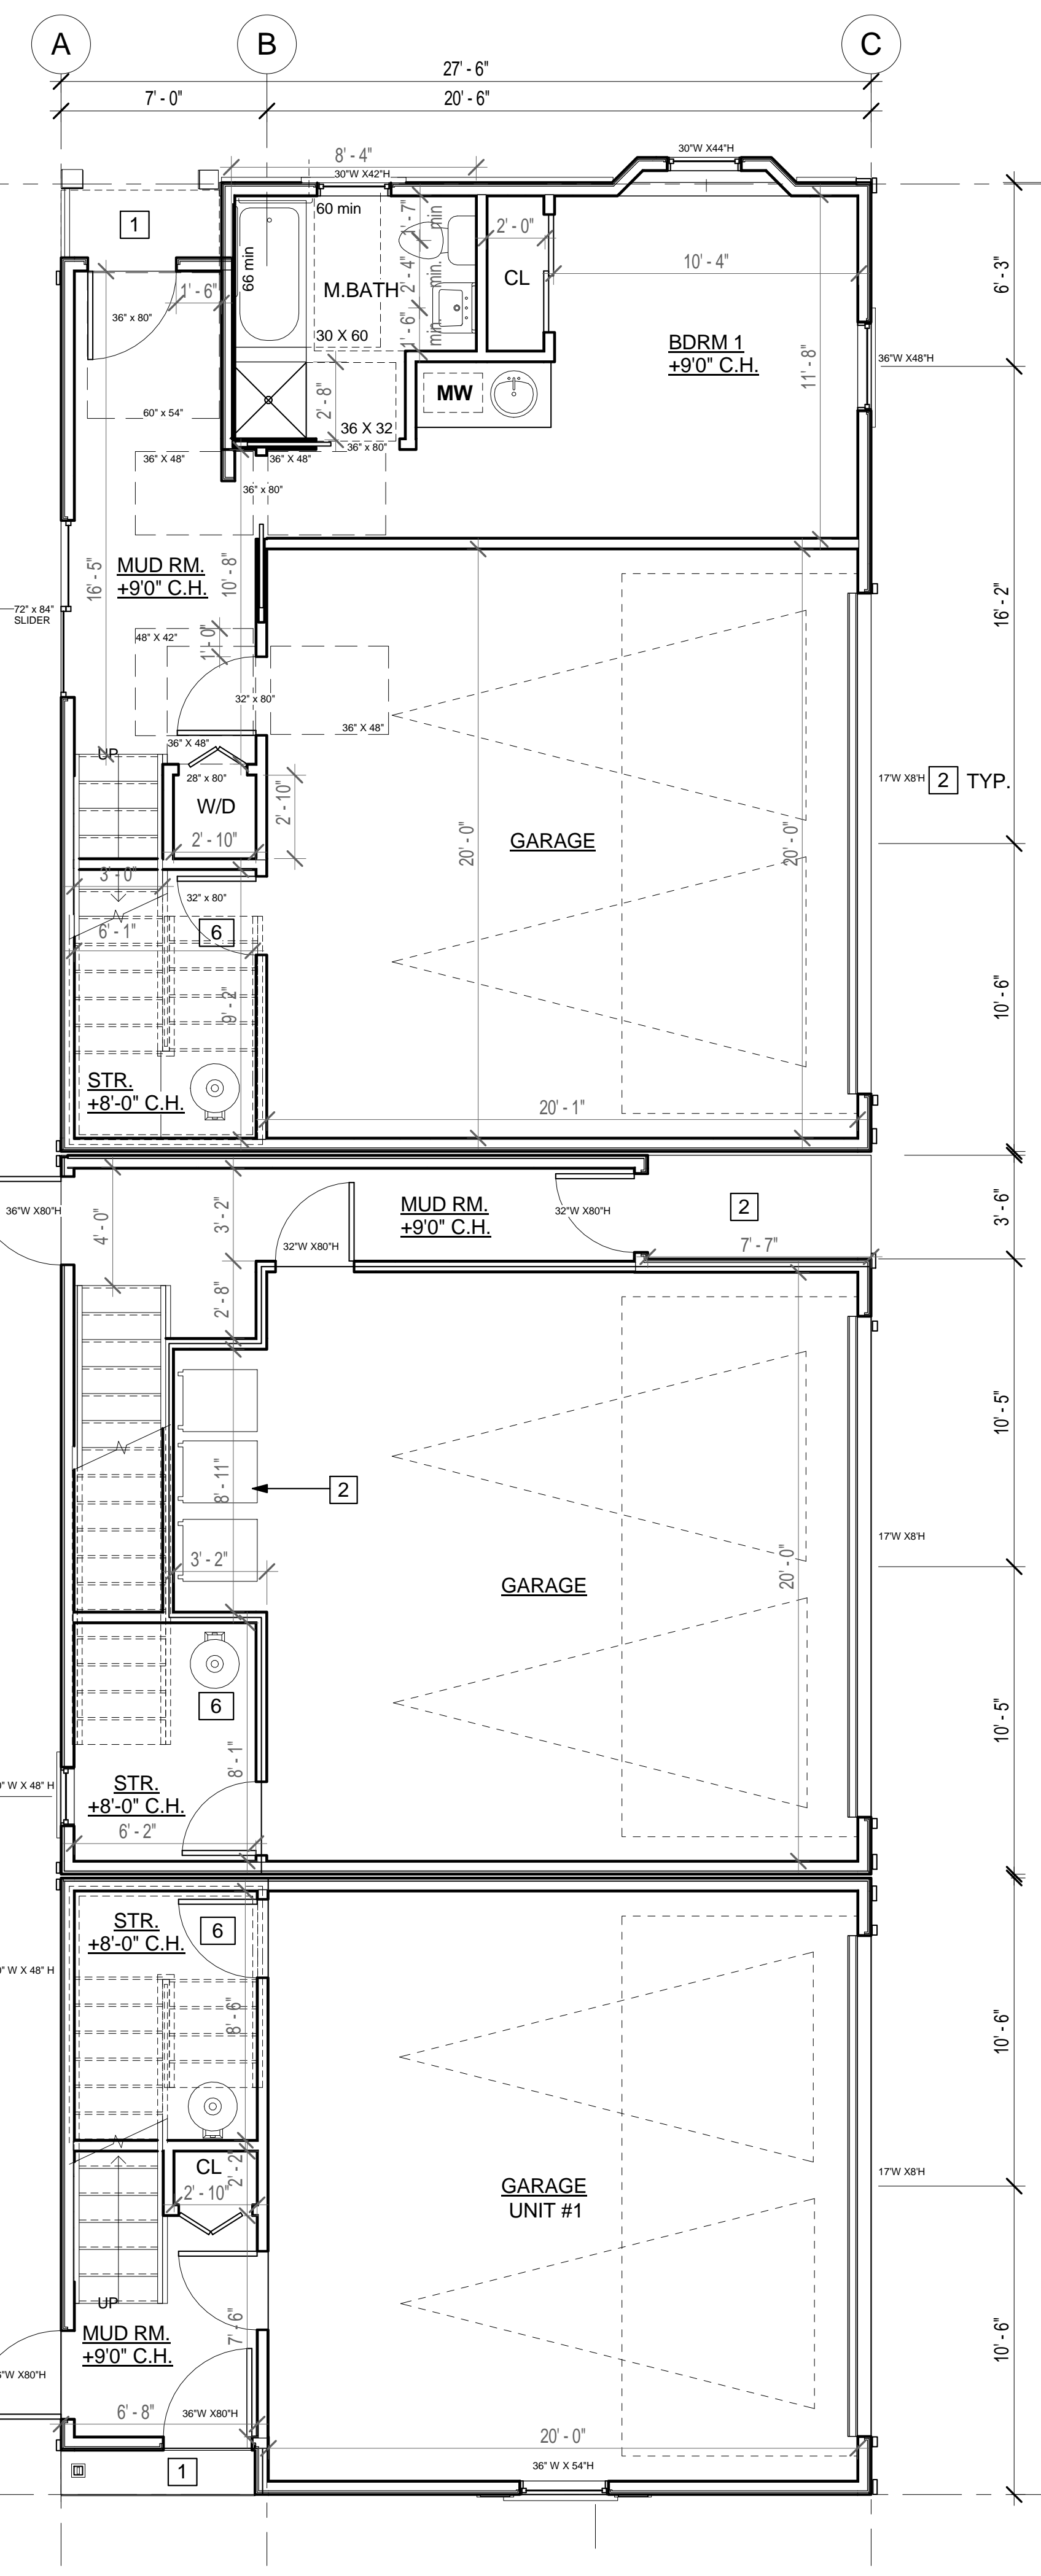 A
B
C
27' - 6"
7' - 0"
20' - 6"
8' - 4"
30"W X44"H
30"W X42"H
60 min
66 min
1
1' - 6"
36" x 80"
60" x 54"
M.BATH
30 X 60
2' - 8"
36 X 32
2' - 4"
min.
1' - 6"
min.
min
2' - 0"
CL
MW
10' - 4"
BDRM 1
+9'0" C.H.
11' - 8"
36"W X48"H
6' - 3"
36" X 48"
36" X 48"
36" x 80"
36" x 80"
MUD RM.
+9'0" C.H.
16' - 5"
10' - 8"
72" x 84"
SLIDER
48" X 42"
1' - 0"
32" x 80"
36" X 48"
36" X 48"
16' - 2"
UP
28" x 80"
W/D
2' - 10"
2' - 10"
17'W X8'H
2
TYP.
GARAGE
20' - 0"
20' - 0"
3' - 0"
32" x 80"
6
6' - 1"
9' - 2"
10' - 6"
STR.
+8'-0" C.H.
20' - 1"
36"W X80"H
4' - 0"
3' - 2"
MUD RM.
+9'0" C.H.
32"W X80"H
32"W X80"H
2
7' - 7"
3' - 6"
2' - 8"
8' - 11"
2
3' - 2"
10' - 5"
17'W X8'H
GARAGE
20' - 0"
6
8' - 1"
10' - 5"
STR.
+8'-0" C.H.
" W X 48" H
6' - 2"
STR.
+8'-0" C.H.
6
" W X 48" H
8' - 6"
10' - 6"
CL
2' - 2"
2' - 10"
GARAGE
UNIT #1
17'W X8'H
UP
MUD RM.
+9'0" C.H.
7' - 6"
"W X80"H
6' - 8"
36"W X80"H
20' - 0"
10' - 6"
36" W X 54"H
1